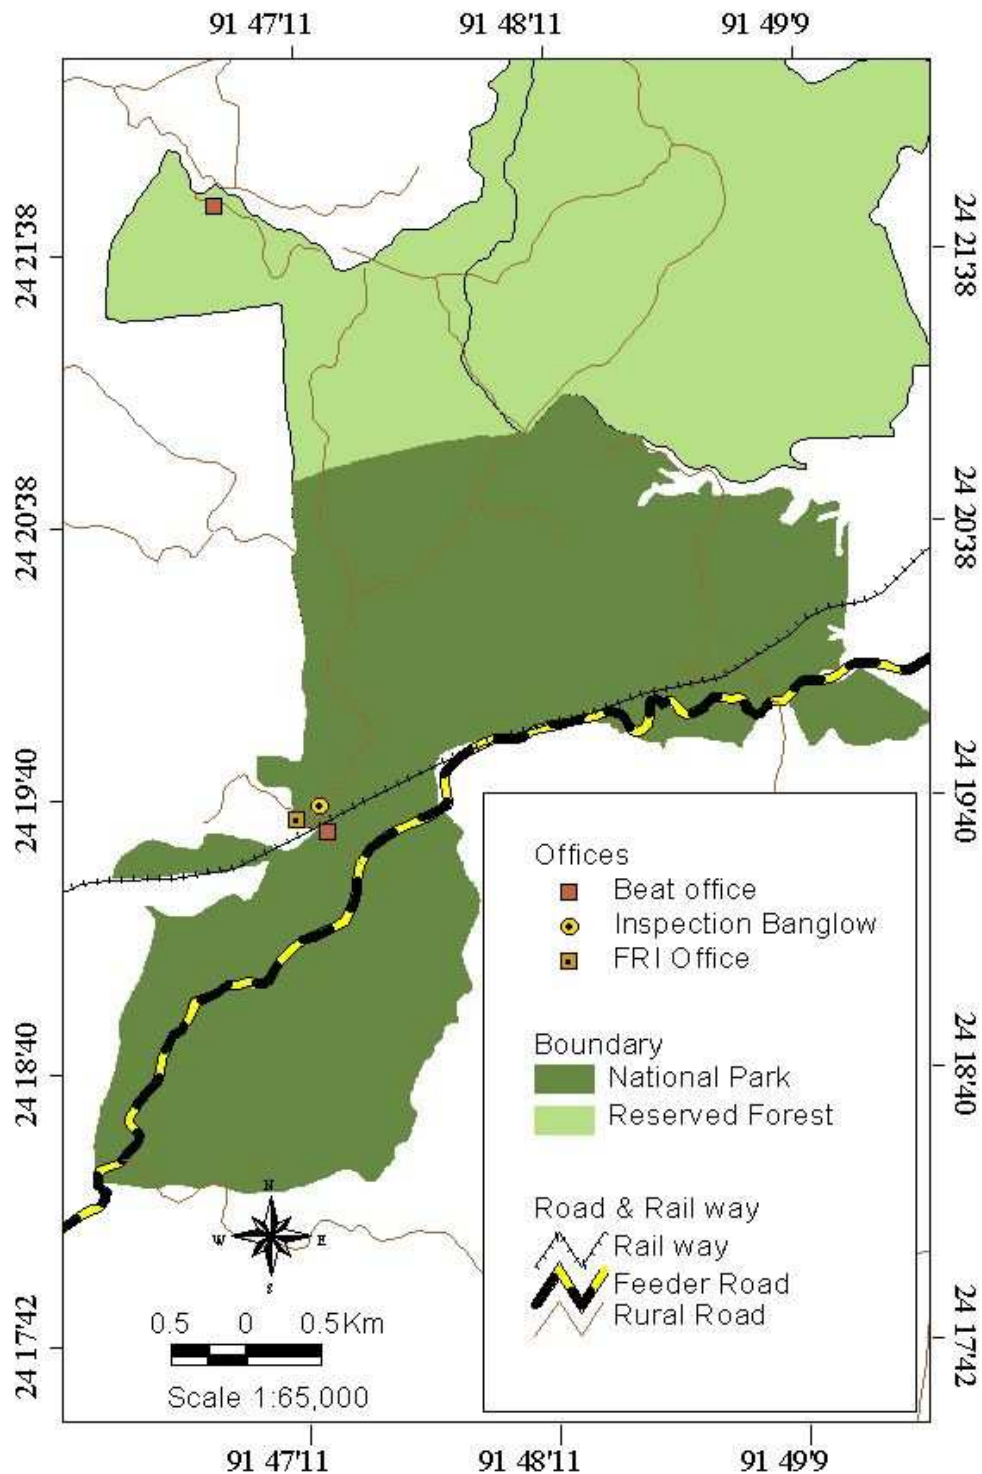 91 47'11 91 48'11 91 49'9
24 21'38
24 21'38
24 20'38
24 20'38
24 19'40
24 19'40
Offices
Beat office
Inspection Banglow
FRI Office
24 18'40
24 18'40
Boundary
National Park
Reserved Forest
N
W E
S
Road & Rail way
Rail way
Feeder Road
Rural Road
0.5 0 0.5Km
Scale 1:65,000
24 17'42
24 17'42
91 47'11 91 48'11 91 49'9